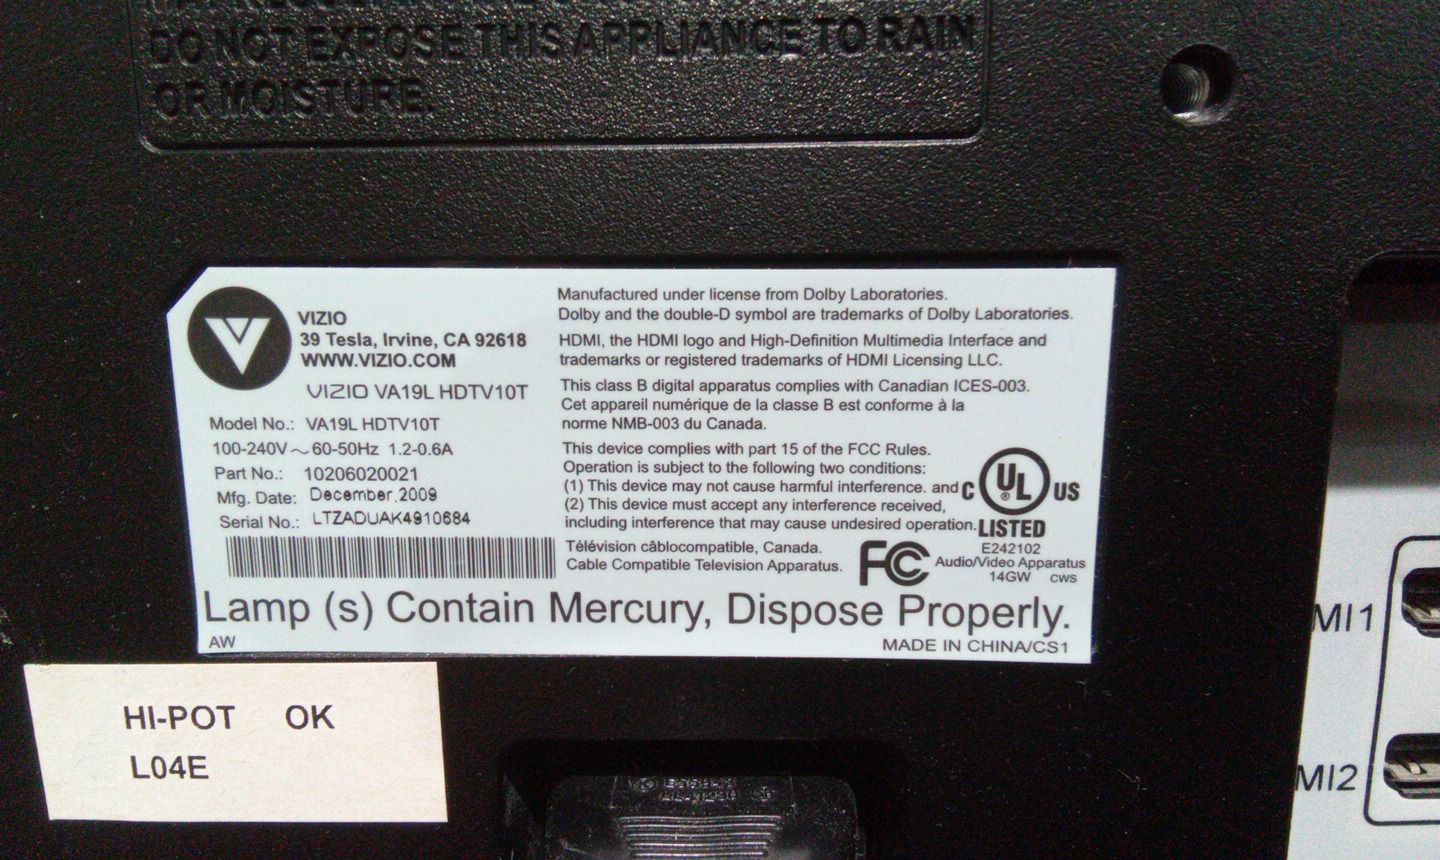 DO NOT EXPOSE THIS APPLIANCE TO RAIN
OR MOISTURE.
VIZIO
39 Tesla, Irvine, CA 92618
WWW.VIZIO.COM
VIZIO VA19L HDTV10T
Model No.: VA19L HDTV10T
100-240V～60-50Hz 1.2-0.6A
Part No.: 10206020021
Mfg. Date: December,2009
Serial No.: LTZADUAK4910684
Manufactured under license from Dolby Laboratories.
Dolby and the double-D symbol are trademarks of Dolby Laboratories.
HDMI, the HDMI logo and High-Definition Multimedia Interface and
trademarks or registered trademarks of HDMI Licensing LLC.
This class B digital apparatus complies with Canadian ICES-003.
Cet appareil numérique de la classe B est conforme à la
norme NMB-003 du Canada.
This device complies with part 15 of the FCC Rules.
Operation is subject to the following two conditions:
(1) This device may not cause harmful interference. and
(2) This device must accept any interference received,
including interference that may cause undesired operation.
C UL ® US
LISTED
E242102
Audio/Video Apparatus
14GW CWS
Télévision câblocompatible, Canada.
Cable Compatible Television Apparatus.
FCC
Lamp (s) Contain Mercury, Dispose Properly.
AW
MADE IN CHINA/CS1
HI-POT OK
L04E
MI1
MI2